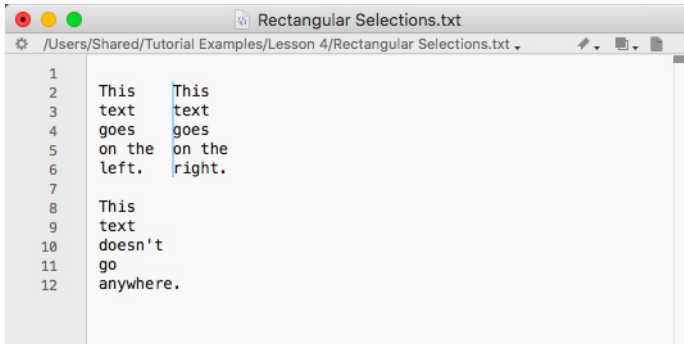 Rectangular Selections.txt
/Users/Shared/Tutorial Examples/Lesson 4/Rectangular Selections.txt
1
2 This This
3 text text
4 goes goes
5 on the on the
6 left. right.
7
8 This
9 text
10 doesn't
11 go
12 anywhere.